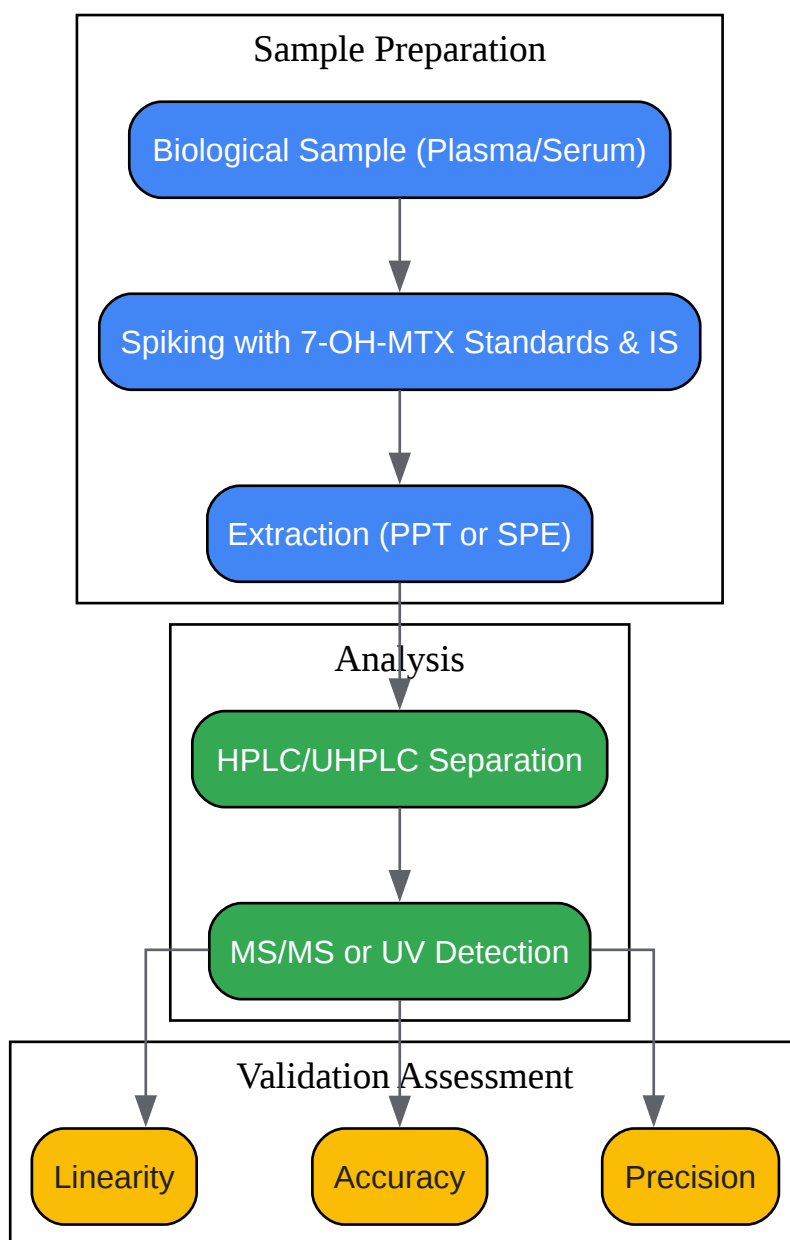 Sample Preparation
Biological Sample (Plasma/Serum)
Spiking with 7-OH-MTX Standards & IS
Extraction (PPT or SPE)
Analysis
HPLC/UHPLC Separation
MS/MS or UV Detection
Validation Assessment
Linearity
Accuracy
Precision